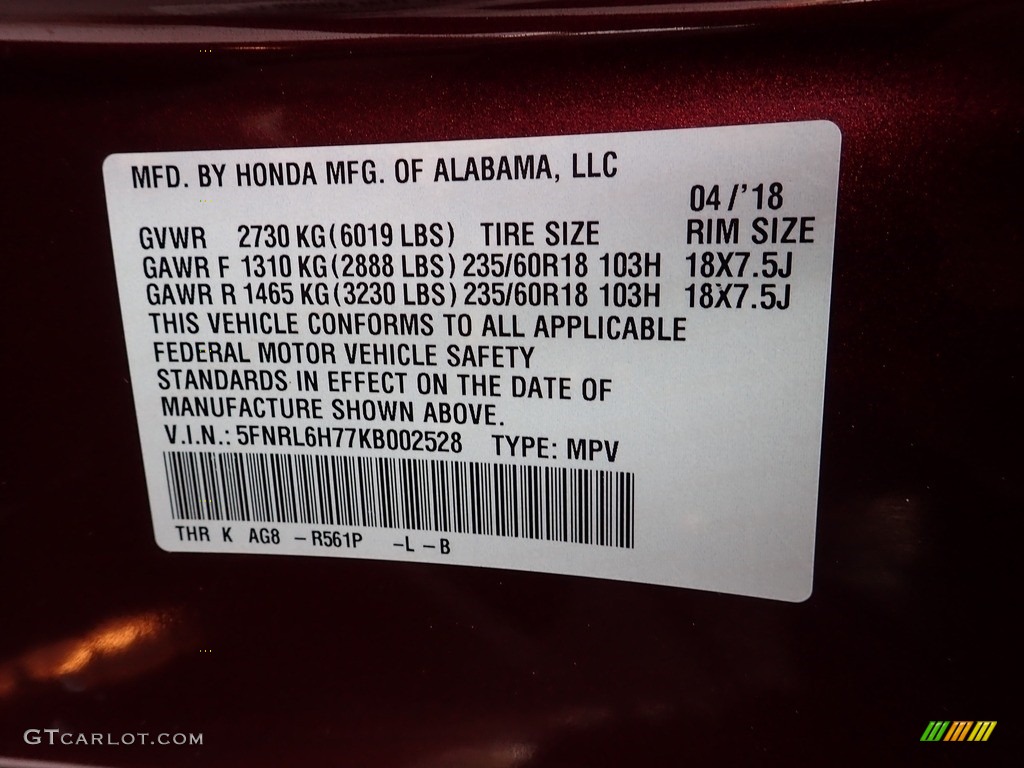 MFD. BY HONDA MFG. OF ALABAMA, LLC
04/'18
GVWR 2730 KG(6019 LBS) TIRE SIZE RIM SIZE
GAWR F 1310 KG(2888 LBS) 235/60R18 103H 18X7.5J
GAWR R 1465 KG(3230 LBS) 235/60R18 103H 18X7.5J
THIS VEHICLE CONFORMS TO ALL APPLICABLE
FEDERAL MOTOR VEHICLE SAFETY
STANDARDS IN EFFECT ON THE DATE OF
MANUFACTURE SHOWN ABOVE.
V.I.N.: 5FNRL6H77KB002528 TYPE: MPV
THR K AG8 –R561P –L –B
GTCARLOT.COM